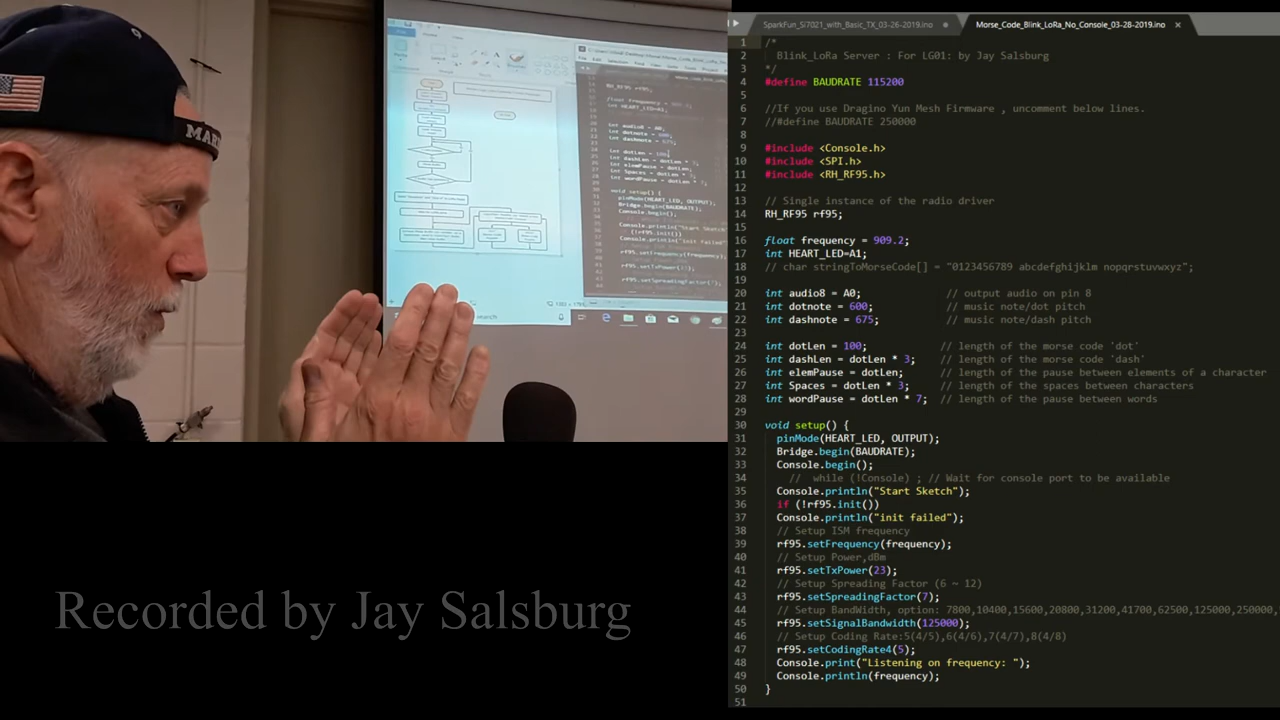 MAR
SparkFun_Si7021_with_Basic_TX_03-26-2019.ino
Morse_Code_Blink_LoRa_No_Console_03-28-2019.ino
1 /*
2 Blink_LoRa Server : For LG01: by Jay Salsburg
3 */
4 #define BAUDRATE 115200
5
6 //If you use Dragino Yun Mesh Firmware , uncomment below lines.
7 //#define BAUDRATE 250000
8
9 #include <Console.h>
10 #include <SPI.h>
11 #include <RH_RF95.h>
12
13 // Single instance of the radio driver
14 RH_RF95 rf95;
15
16 float frequency = 909.2;
17 int HEART_LED=A1;
18 // char stringToMorseCode[] = "0123456789 abcdefghijklm nopqrstuvwxyz";
19
20 int audio8 = A0; // output audio on pin 8
21 int dotnote = 600; // music note/dot pitch
22 int dashnote = 675; // music note/dash pitch
23
24 int dotLen = 100; // length of the morse code 'dot'
25 int dashLen = dotLen * 3; // length of the morse code 'dash'
26 int elemPause = dotLen; // length of the pause between elements of a character
27 int Spaces = dotLen * 3; // length of the spaces between characters
28 int wordPause = dotLen * 7; // length of the pause between words
29
30 void setup() {
31 pinMode(HEART_LED, OUTPUT);
32 Bridge.begin(BAUDRATE);
33 Console.begin();
34 // while (!Console) ; // Wait for console port to be available
35 Console.println("Start Sketch");
36 if (!rf95.init())
37 Console.println("init failed");
38 // Setup ISM frequency
39 rf95.setFrequency(frequency);
40 // Setup Power,dBm
41 rf95.setTxPower(23);
42 // Setup Spreading Factor (6 ~ 12)
43 rf95.setSpreadingFactor(7);
44 // Setup BandWidth, option: 7800,10400,15600,20800,31200,41700,62500,125000,250000,
45 rf95.setSignalBandwidth(125000);
46 // Setup Coding Rate:5(4/5),6(4/6),7(4/7),8(4/8)
47 rf95.setCodingRate4(5);
48 Console.print("Listening on frequency: ");
49 Console.println(frequency);
50 }
51
Recorded by Jay Salsburg